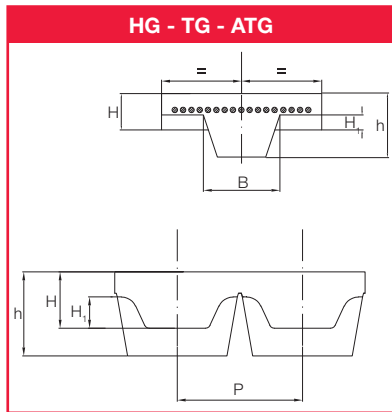 HG - TG - ATG
= =
H H₁ h
B
h H H₁
P